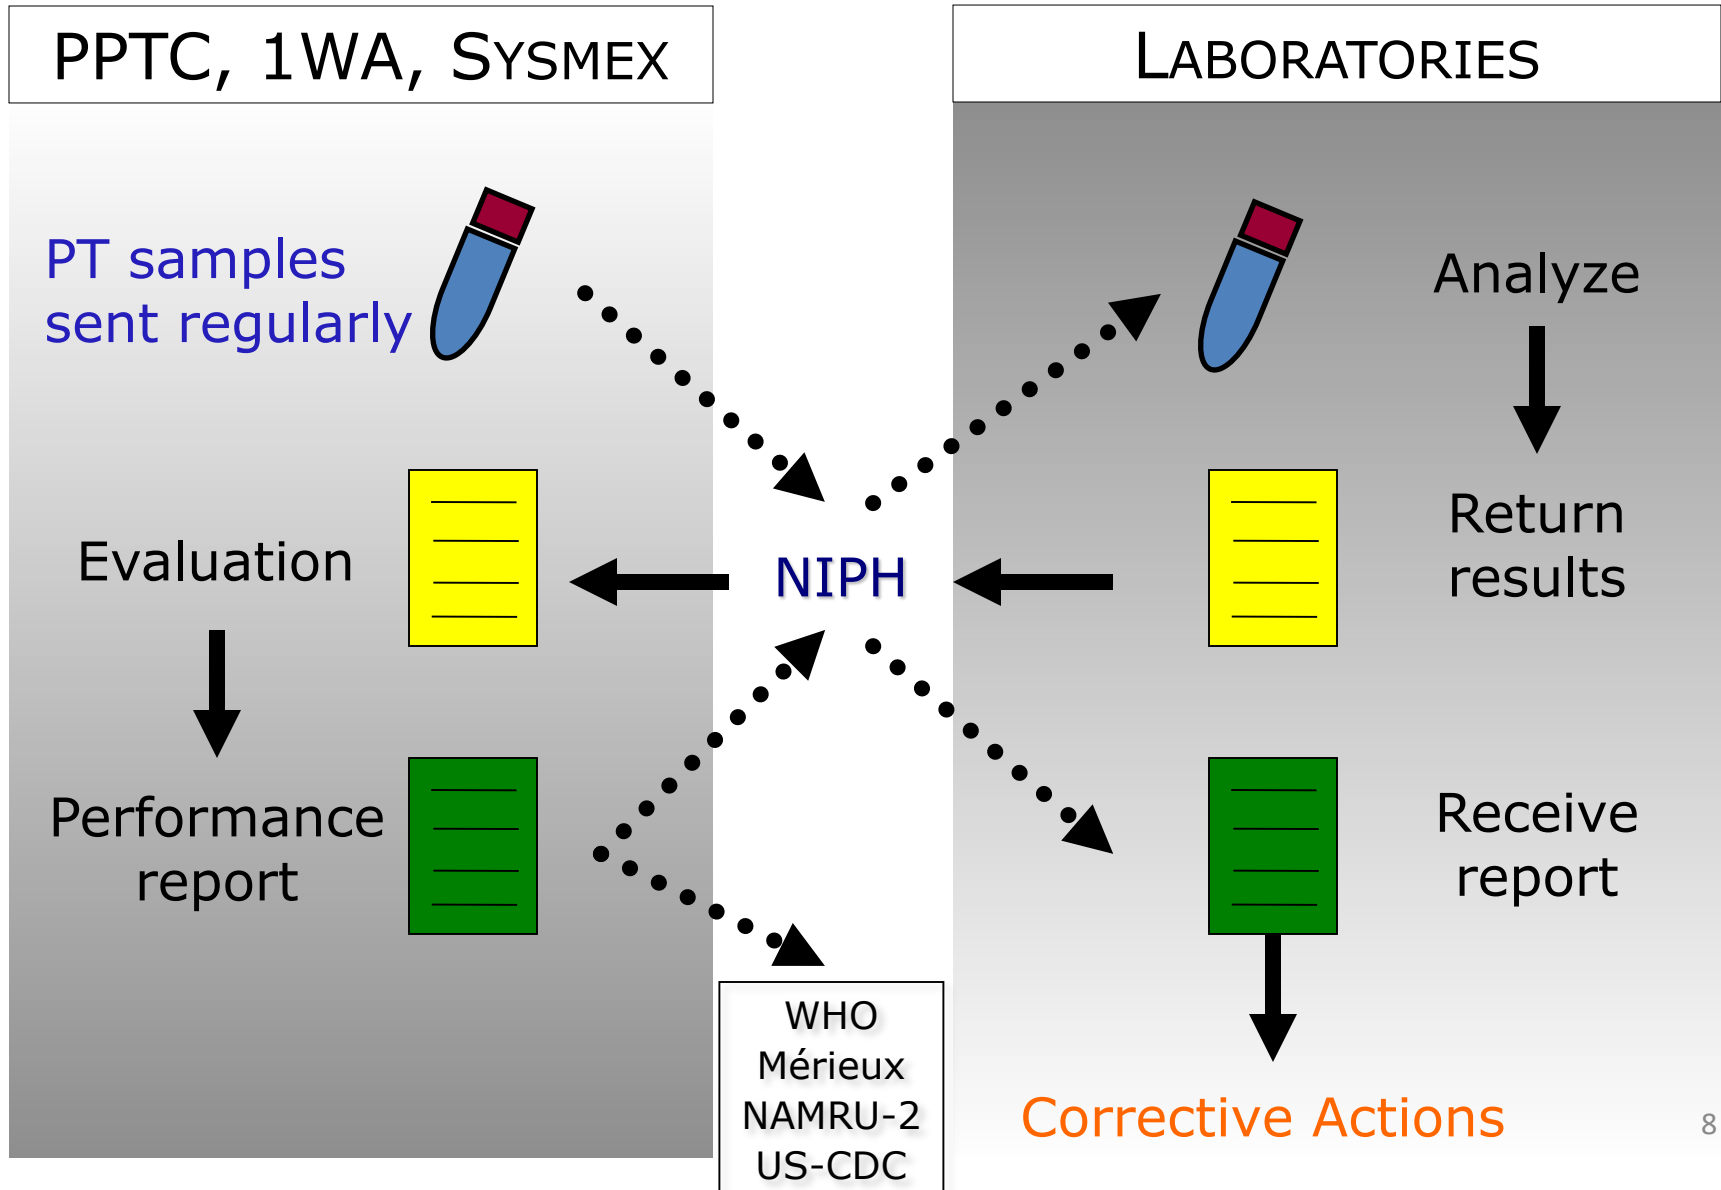 PPTC, 1WA, SYSMEX
LABORATORIES
PT samples
sent regularly
Analyze
Evaluation
NIPH
Return
results
Performance
report
Receive
report
WHO
Mérieux
NAMRU-2
US-CDC
Corrective Actions
8